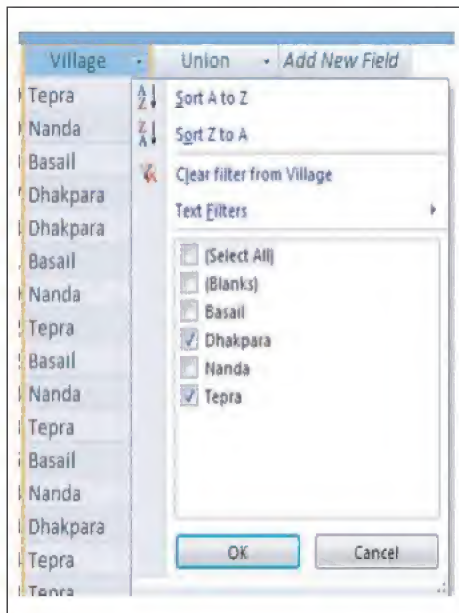 Village Union Add New Field
Tepra
Nanda
Basail
Dhakpara
Dhakpara
Basail
Nanda
Tepra
Basail
Nanda
Tepra
Basail
Nanda
Dhakpara
Tepra
Tepra
Sort A to Z
Sort Z to A
Clear filter from Village
Text Filters
(Select All)
(Blanks)
Basail
Dhakpara
Nanda
Tepra
OK Cancel